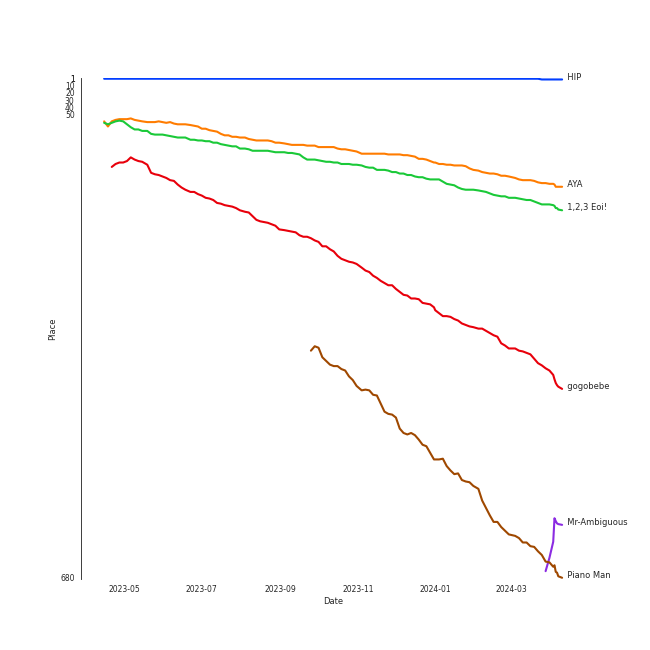 HIP
1
10
20
30
40
50
AYA
1,2,3 Eoi!
Place
gogobebe
Mr-Ambiguous
Piano Man
680
2023-05 2023-07 2023-09 2023-11 2024-01 2024-03
Date